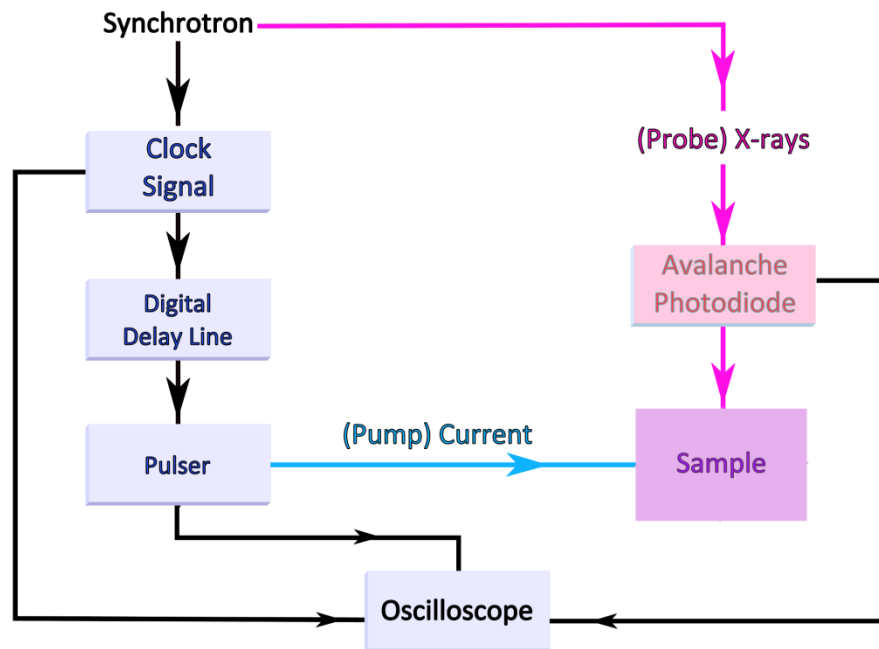 Synchrotron
Clock
Signal
(Probe) X-rays
Avalanche
Photodiode
Digital
Delay Line
(Pump) Current
Pulser
Sample
Oscilloscope